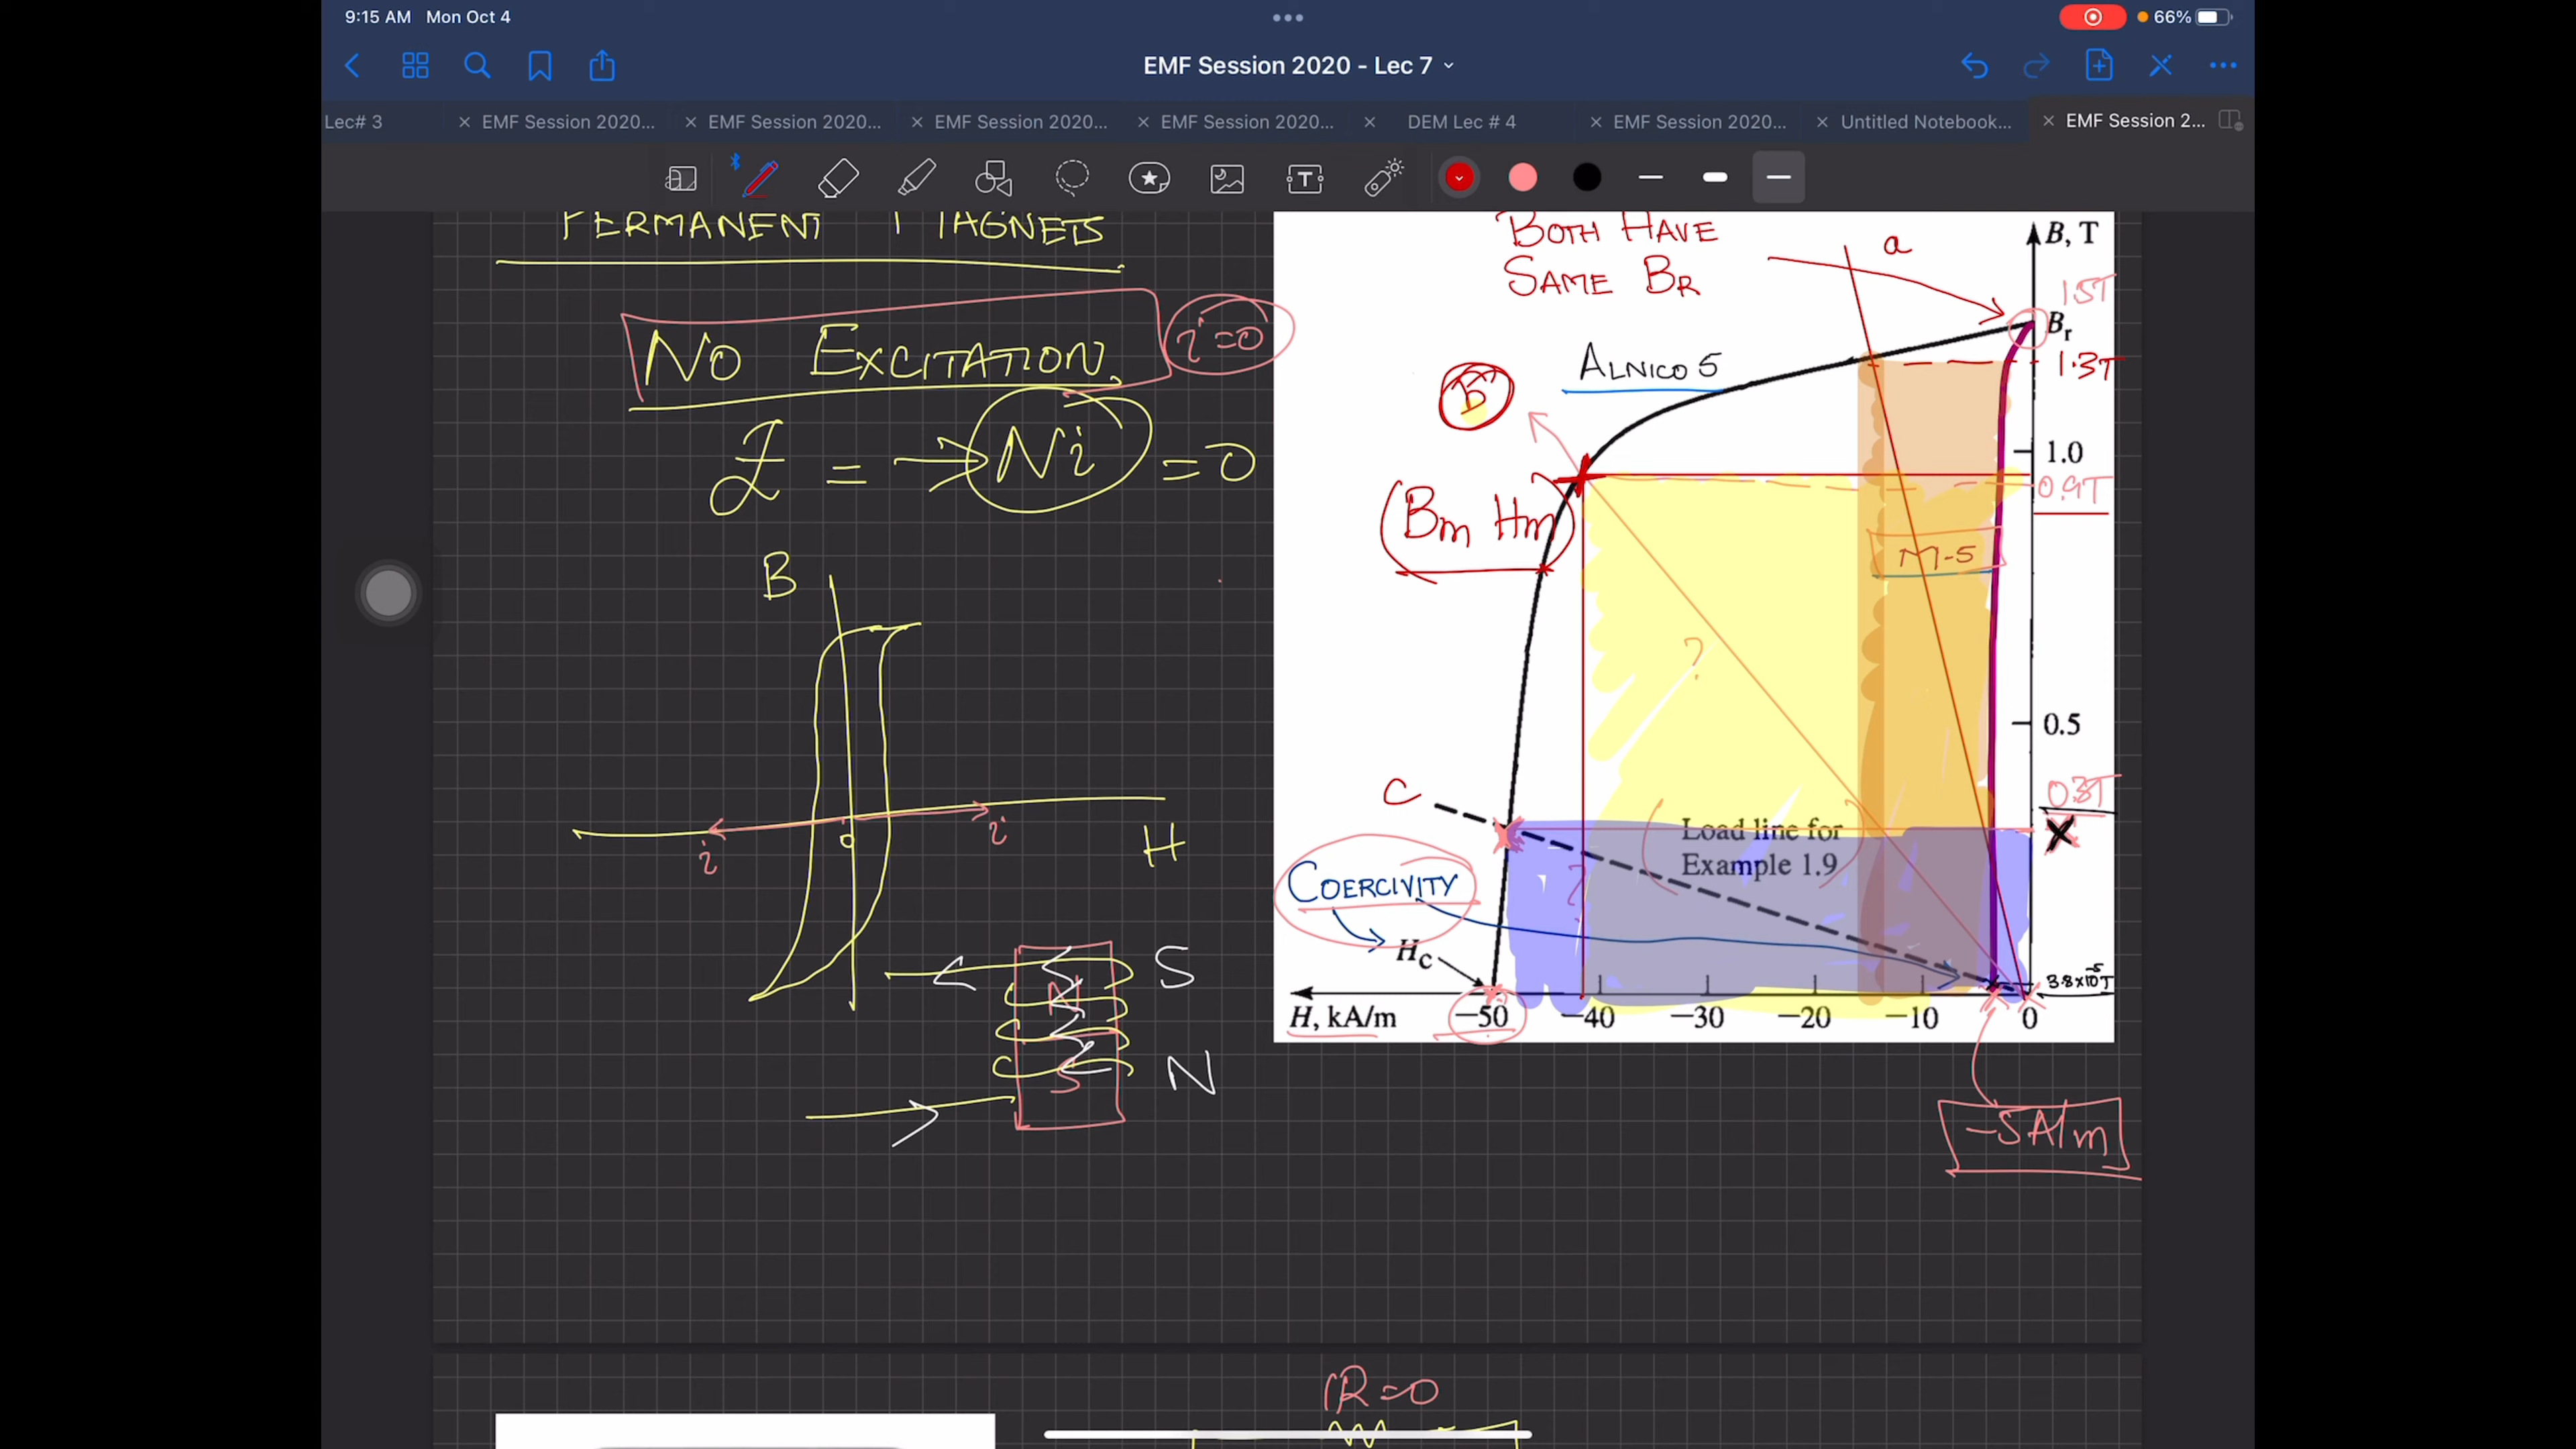 9:15 AM Mon Oct 4
66%
EMF Session 2020 - Lec 7
Lec# 3
EMF Session 2020...
EMF Session 2020...
EMF Session 2020...
EMF Session 2020...
DEM Lec # 4
EMF Session 2020...
Untitled Notebook...
EMF Session 2...
PERMANENT MAGNETS
NO EXCITATION
i=0
= Ni = 0
B
H
i
i
0
S
N
N
S
BOTH HAVE
SAME BR
a
B, T
1.5T
Br
1.3T
ALNICO 5
b
1.0
0.9T
(Bm Hm)
M-5
?
0.5
0.3T
C
Load line for
Example 1.9
?
COERCIVITY
Hc
3.8x10⁻⁵T
H, kA/m
−50
−40
−30
−20
−10
0
-5A/m
R=0